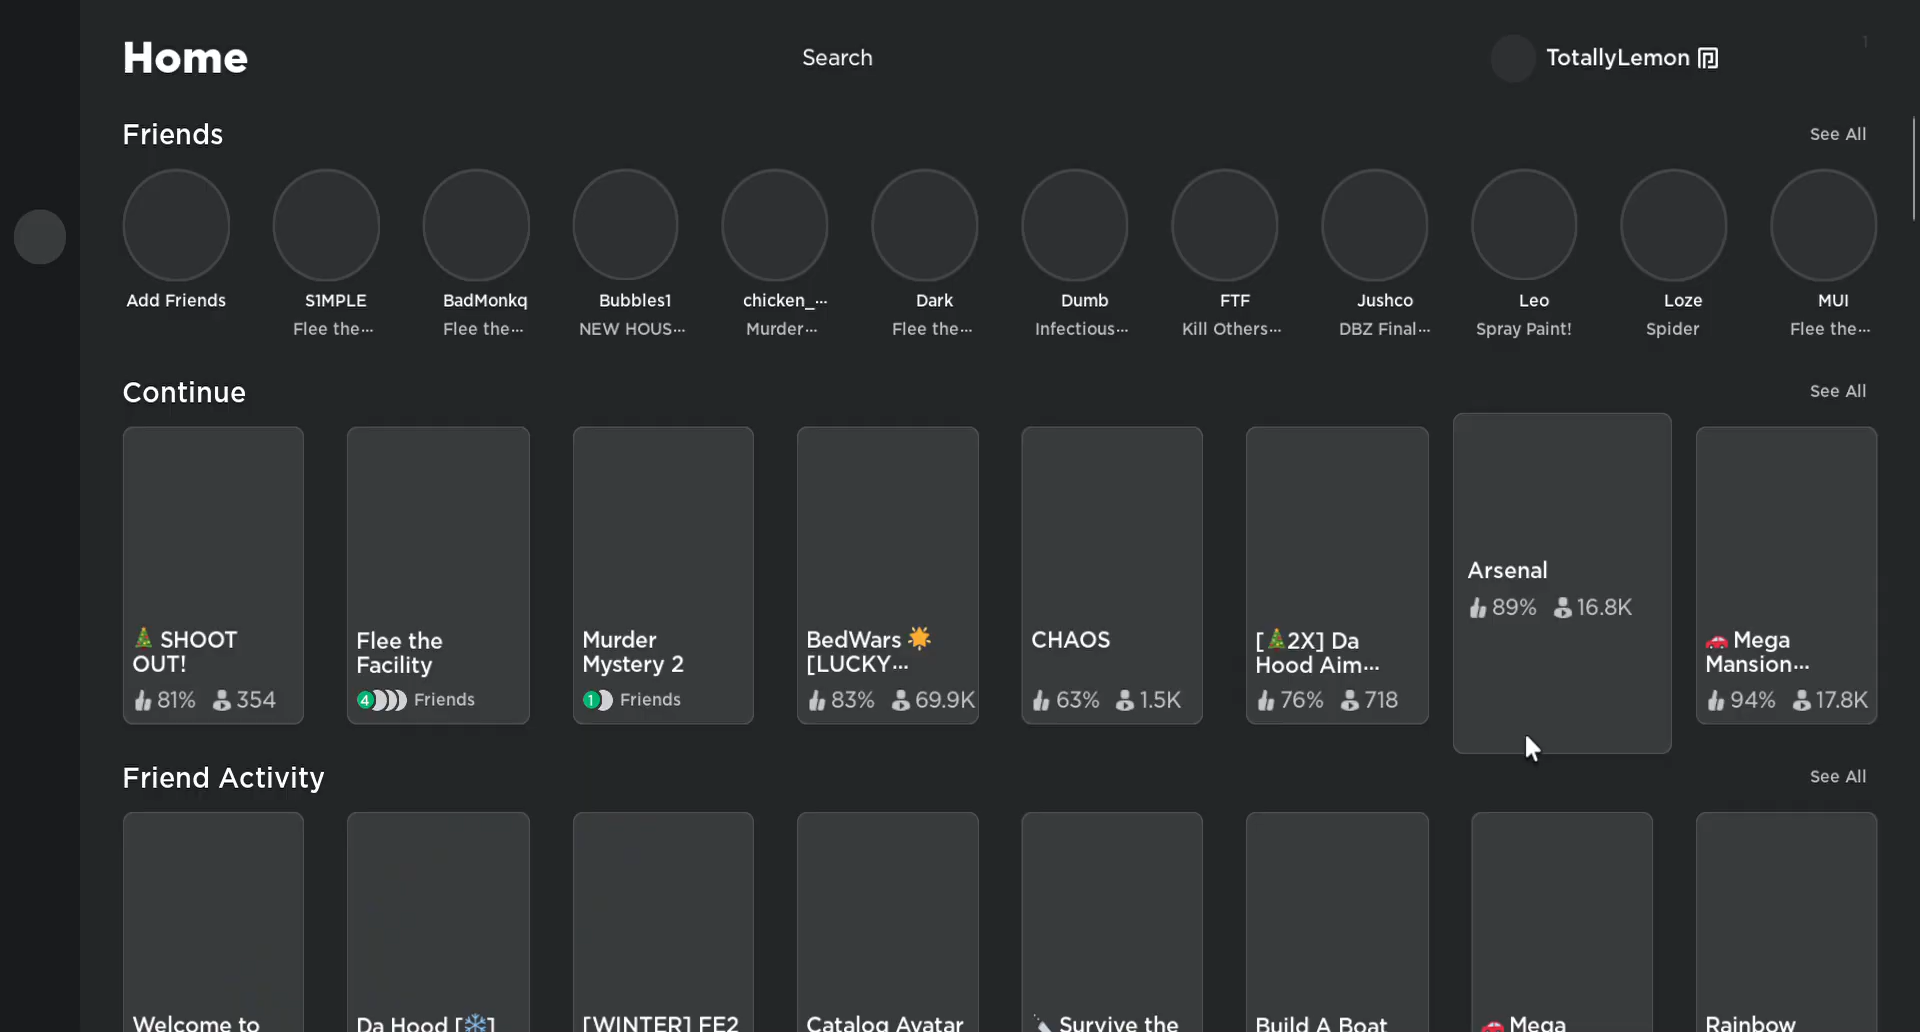 Home
Search
TotallyLemon
1
Friends
See All
Add Friends
S1MPLE
BadMonkq
Bubbles1
chicken_...
Dark
Dumb
FTF
Jushco
Leo
Loze
MUI
Flee the...
Flee the...
NEW HOUS...
Murder...
Flee the...
Infectious...
Kill Others...
DBZ Final...
Spray Paint!
Spider
Flee the...
Continue
See All
🎄 SHOOT
OUT!
81% 354
Flee the
Facility
4 Friends
Murder
Mystery 2
1 Friends
BedWars ☀️
[LUCKY...
83% 69.9K
CHAOS
63% 1.5K
[🎄2X] Da
Hood Aim...
76% 718
Arsenal
89% 16.8K
🚗 Mega
Mansion...
94% 17.8K
Friend Activity
See All
Welcome to
Da Hood [❄️]
[WINTER] FE2
Catalog Avatar
🔪 Survive the
Build A Boat
🚗 Mega
Rainbow